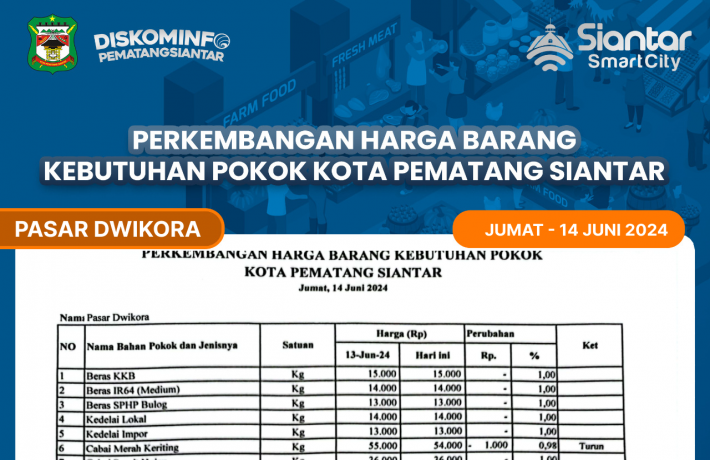 DISKOMINFO
PEMATANGSIANTAR
Siantar
SmartCity
FRESH MEAT
FARM FOOD
FARM FOOD
PERKEMBANGAN HARGA BARANG
KEBUTUHAN POKOK KOTA PEMATANG SIANTAR
PASAR DWIKORA
JUMAT - 14 JUNI 2024
PERKEMBANGAN HARGA BARANG KEBUTUHAN POKOK
KOTA PEMATANG SIANTAR
Jumat, 14 Juni 2024
Nama Pasar Dwikora
NO Nama Bahan Pokok dan Jenisnya Satuan Harga (Rp) Perubahan Ket
13-Jun-24 Hari ini Rp. %
1 Beras KKB Kg 15.000 15.000 - 1,00
2 Beras IR64 (Medium) Kg 14.000 14.000 - 1,00
3 Beras SPHP Bulog Kg 13.000 13.000 - 1,00
4 Kedelai Lokal Kg 14.000 14.000 - 1,00
5 Kedelai Impor Kg 13.000 13.000 - 1,00
6 Cabai Merah Keriting Kg 55.000 54.000 - 1.000 0,98 Turun